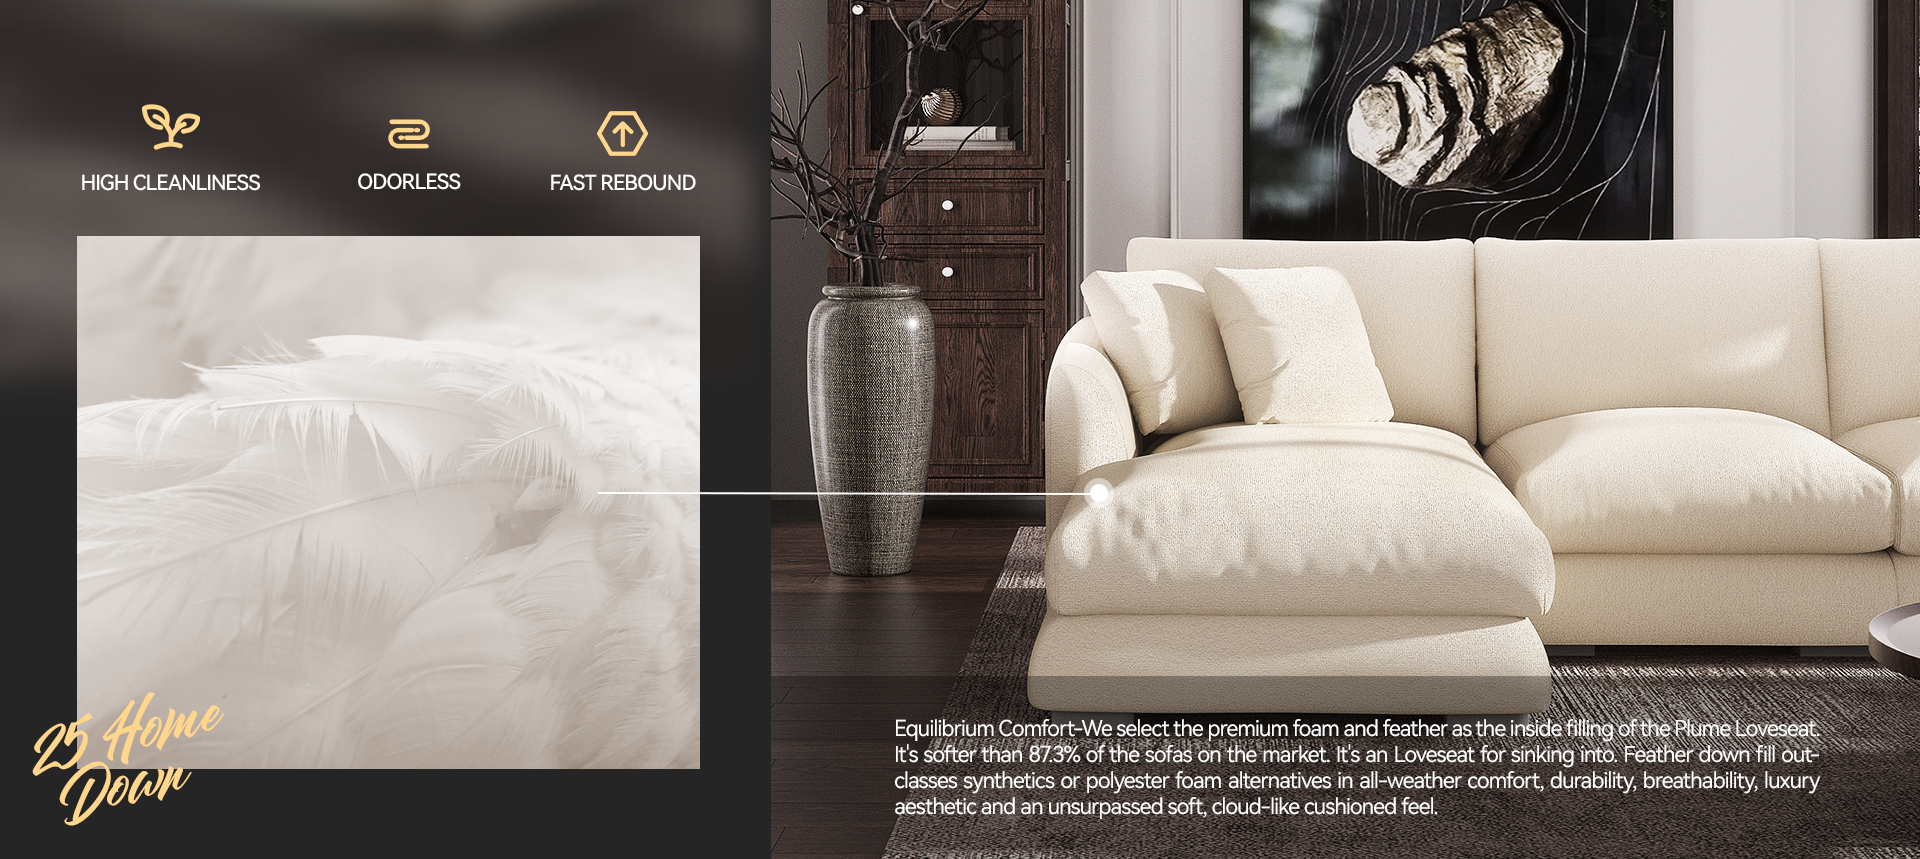 HIGH CLEANLINESS
ODORLESS
FAST REBOUND
25 Home
Down
Equilibrium Comfort-We select the premium foam and feather as the inside filling of the Plume Loveseat.
It's softer than 87.3% of the sofas on the market. It's an Loveseat for sinking into. Feather down fill out-
classes synthetics or polyester foam alternatives in all-weather comfort, durability, breathability, luxury
aesthetic and an unsurpassed soft, cloud-like cushioned feel.